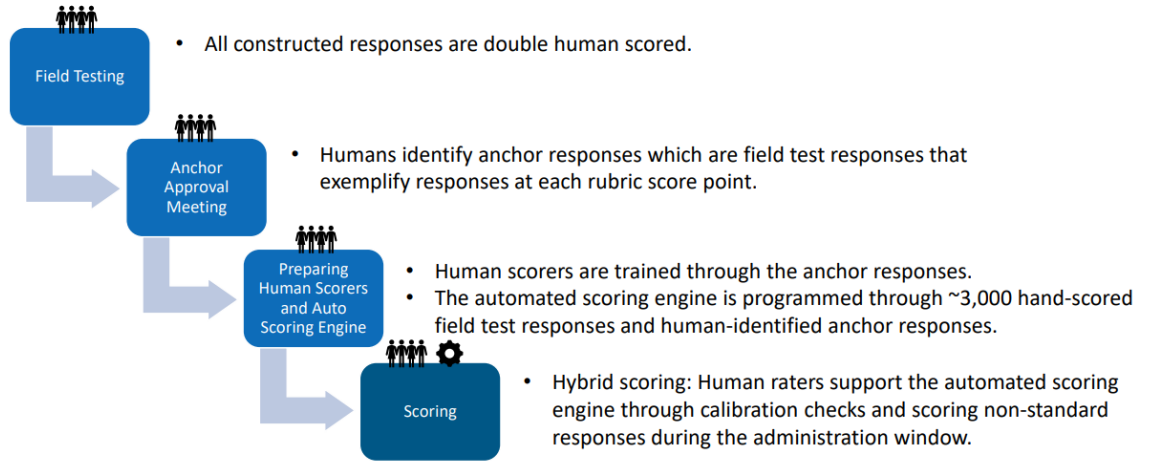 Field Testing
• All constructed responses are double human scored.
Anchor
Approval
Meeting
• Humans identify anchor responses which are field test responses that
exemplify responses at each rubric score point.
Preparing
Human Scorers
and Auto
Scoring Engine
• Human scorers are trained through the anchor responses.
• The automated scoring engine is programmed through ~3,000 hand-scored
field test responses and human-identified anchor responses.
Scoring
• Hybrid scoring: Human raters support the automated scoring
engine through calibration checks and scoring non-standard
responses during the administration window.